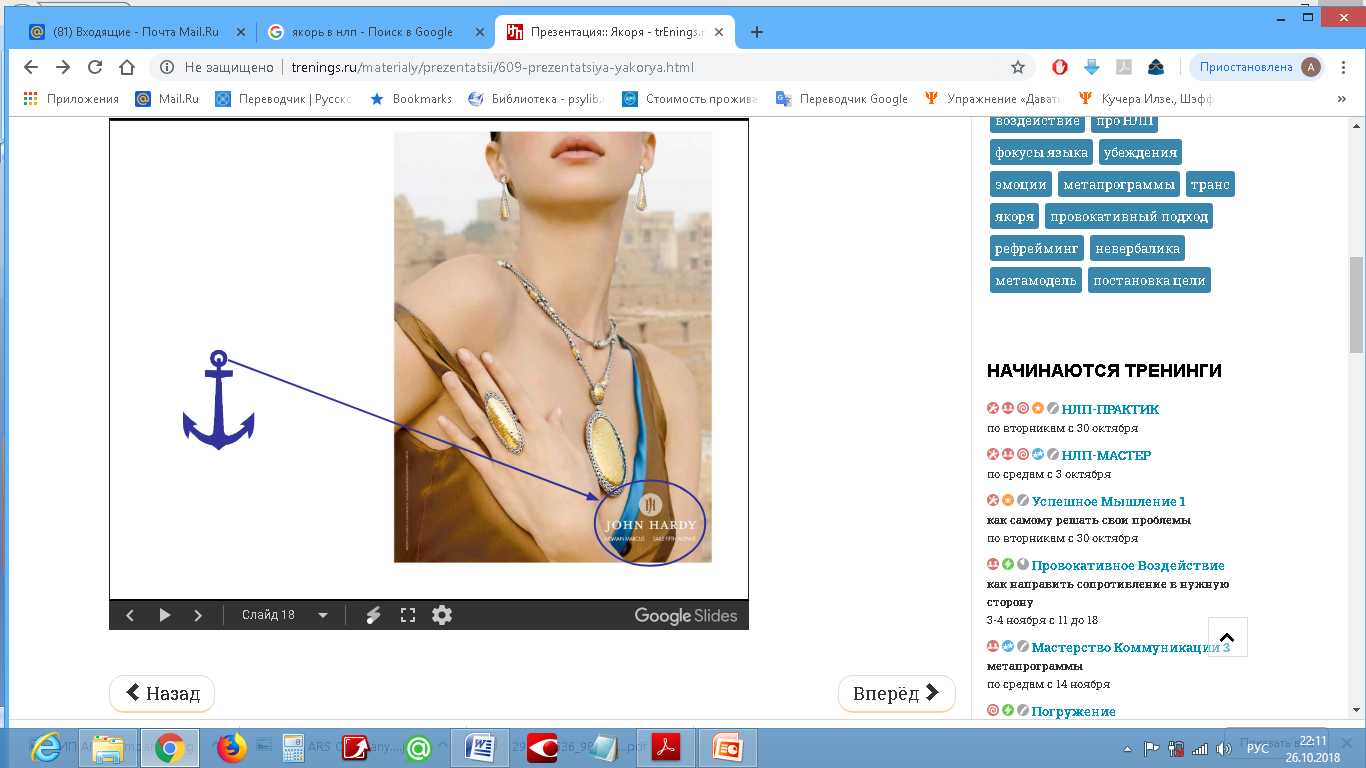 (81) Входящие - Почта Mail.Ru
якорь в нлп - Поиск в Google
Презентация:: Якоря - trEnings.r
Не защищено
trenings.ru/materialy/prezentatsii/609-prezentatsiya-yakorya.html
Приостановлена
А
Приложения
Mail.Ru
Переводчик | Русско
Bookmarks
Библиотека - psylib.
Стоимость прожива
Переводчик Google
Упражнение «Давать
Кучера Илзе., Шэфф
»
воздействие про НЛП
фокусы языка убеждения
эмоции метапрограммы транс
якоря провокативный подход
рефрейминг невербалика
метамодель постановка цели
JOHN HARDY
NEIMAN MARCUS SAKS FIFTH AVENUE
Слайд 18
Google Slides
Назад
Вперёд
НАЧИНАЮТСЯ ТРЕНИНГИ
НЛП-ПРАКТИК
по вторникам с 30 октября
НЛП-МАСТЕР
по средам с 3 октября
Успешное Мышление 1
как самому решать свои проблемы
по вторникам с 30 октября
Провокативное Воздействие
как направить сопротивление в нужную
сторону
3-4 ноября с 11 до 18
Мастерство Коммуникации 3
метапрограммы
по средам с 14 ноября
Погружение
РУС
22:11
26.10.2018